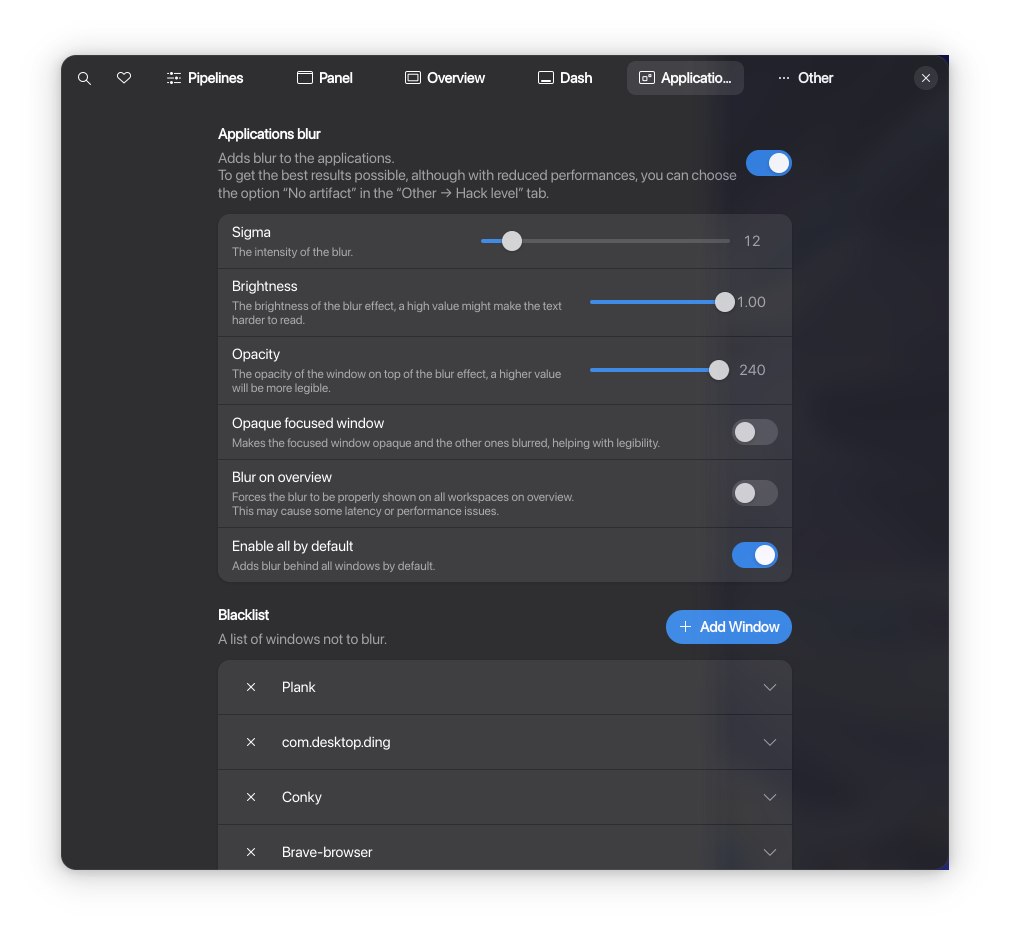 Pipelines
Panel
Overview
Dash
Applicatio…
Other
Applications blur
Adds blur to the applications.
To get the best results possible, although with reduced performances, you can choose
the option “No artifact” in the “Other → Hack level” tab.
Sigma
The intensity of the blur.
12
Brightness
The brightness of the blur effect, a high value might make the text
harder to read.
1.00
Opacity
The opacity of the window on top of the blur effect, a higher value
will be more legible.
240
Opaque focused window
Makes the focused window opaque and the other ones blurred, helping with legibility.
Blur on overview
Forces the blur to be properly shown on all workspaces on overview.
This may cause some latency or performance issues.
Enable all by default
Adds blur behind all windows by default.
Blacklist
A list of windows not to blur.
Add Window
Plank
com.desktop.ding
Conky
Brave-browser